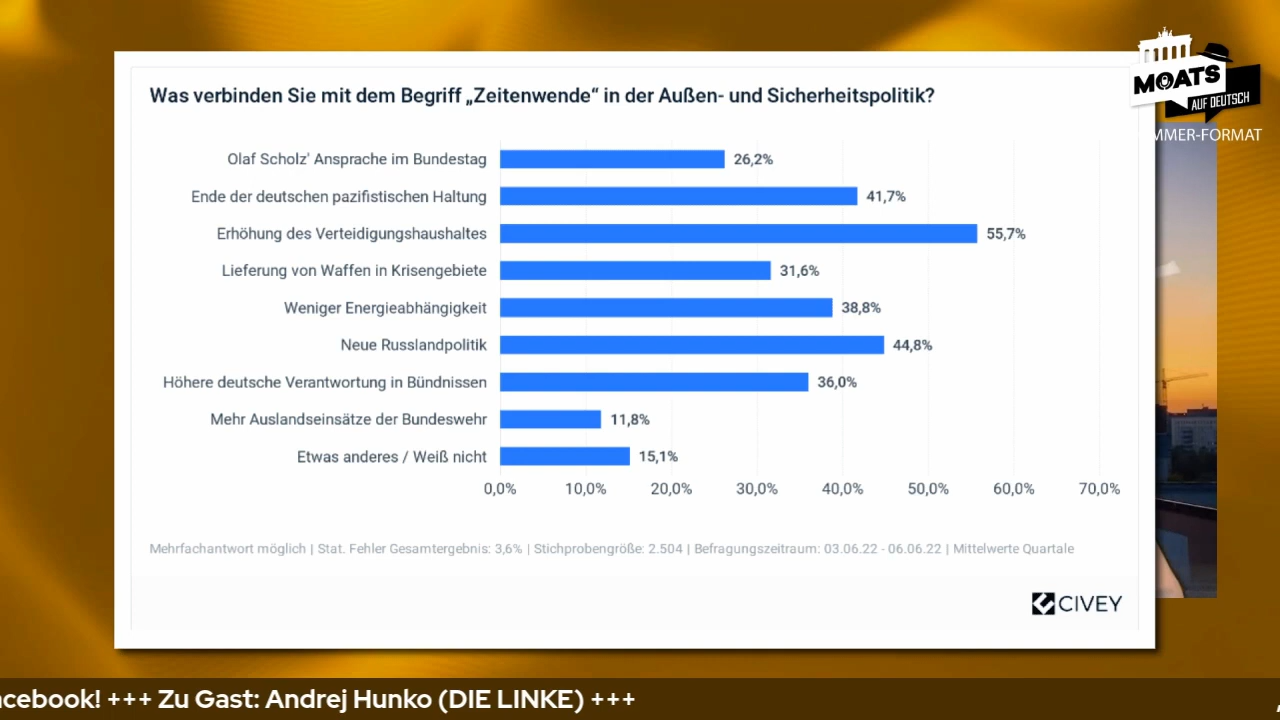 MOATS
AUF DEUTSCH
MMER-FORMAT
Was verbinden Sie mit dem Begriff „Zeitenwende“ in der Außen- und Sicherheitspolitik?
Olaf Scholz' Ansprache im Bundestag 26,2%
Ende der deutschen pazifistischen Haltung 41,7%
Erhöhung des Verteidigungshaushaltes 55,7%
Lieferung von Waffen in Krisengebiete 31,6%
Weniger Energieabhängigkeit 38,8%
Neue Russlandpolitik 44,8%
Höhere deutsche Verantwortung in Bündnissen 36,0%
Mehr Auslandseinsätze der Bundeswehr 11,8%
Etwas anderes / Weiß nicht 15,1%
0,0% 10,0% 20,0% 30,0% 40,0% 50,0% 60,0% 70,0%
Mehrfachantwort möglich | Stat. Fehler Gesamtergebnis: 3,6% | Stichprobengröße: 2.504 | Befragungszeitraum: 03.06.22 - 06.06.22 | Mittelwerte Quartale
CIVEY
acebook! +++ Zu Gast: Andrej Hunko (DIE LINKE) +++